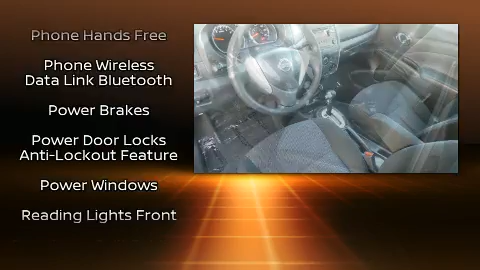 Phone Hands Free
Phone Wireless
Data Link Bluetooth
Power Brakes
Power Door Locks
Anti-Lockout Feature
Power Windows
Reading Lights Front